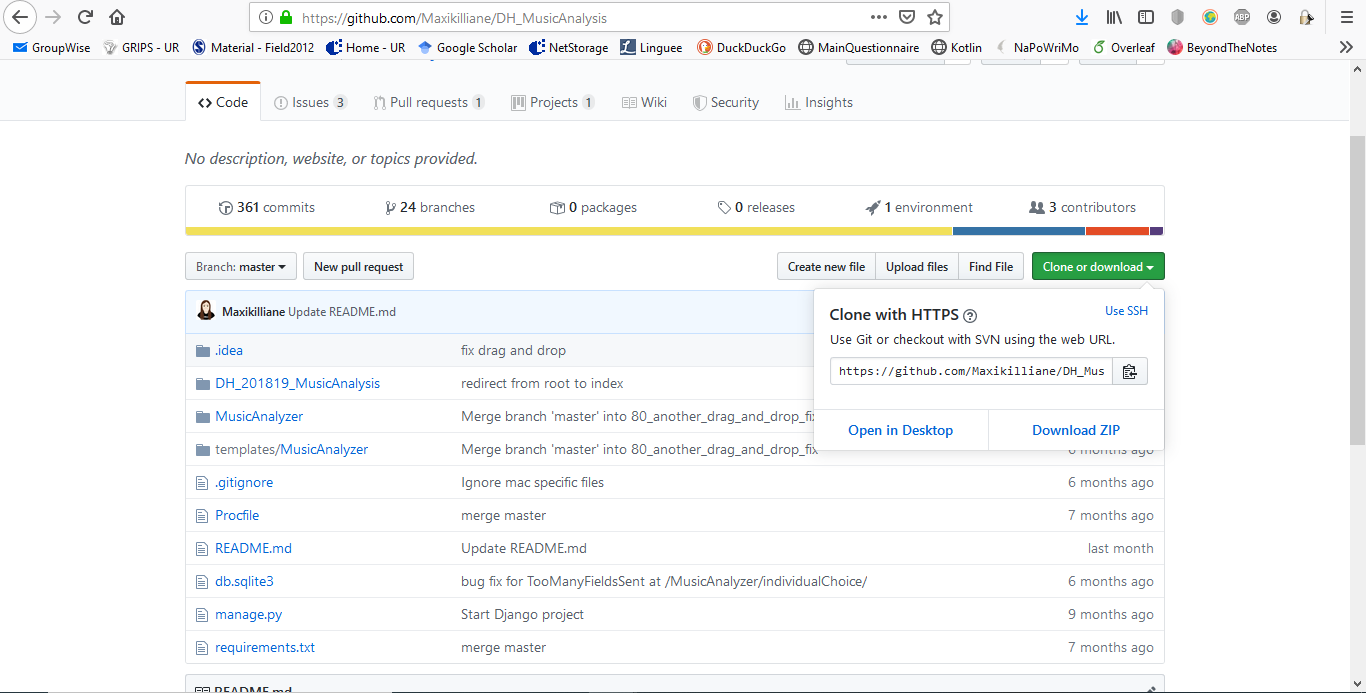 https://github.com/Maxikilliane/DH_MusicAnalysis
ABP
GroupWise GRIPS - UR Material - Field2012 Home - UR Google Scholar NetStorage Linguee DuckDuckGo MainQuestionnaire Kotlin NaPoWriMo Overleaf BeyondTheNotes
Code Issues 3 Pull requests 1 Projects 1 Wiki Security Insights
No description, website, or topics provided.
361 commits 24 branches 0 packages 0 releases 1 environment 3 contributors
Branch: master New pull request Create new file Upload files Find File Clone or download
Maxikilliane Update README.md
Clone with HTTPS Use SSH
Use Git or checkout with SVN using the web URL.
https://github.com/Maxikilliane/DH_Mus
Open in Desktop Download ZIP
.idea fix drag and drop
DH_201819_MusicAnalysis redirect from root to index
MusicAnalyzer Merge branch 'master' into 80_another_drag_and_drop_fix
templates/MusicAnalyzer Merge branch 'master' into 80_another_drag_and_drop_fix 6 months ago
.gitignore Ignore mac specific files 6 months ago
Procfile merge master 7 months ago
README.md Update README.md last month
db.sqlite3 bug fix for TooManyFieldsSent at /MusicAnalyzer/individualChoice/ 6 months ago
manage.py Start Django project 9 months ago
requirements.txt merge master 7 months ago
README.md